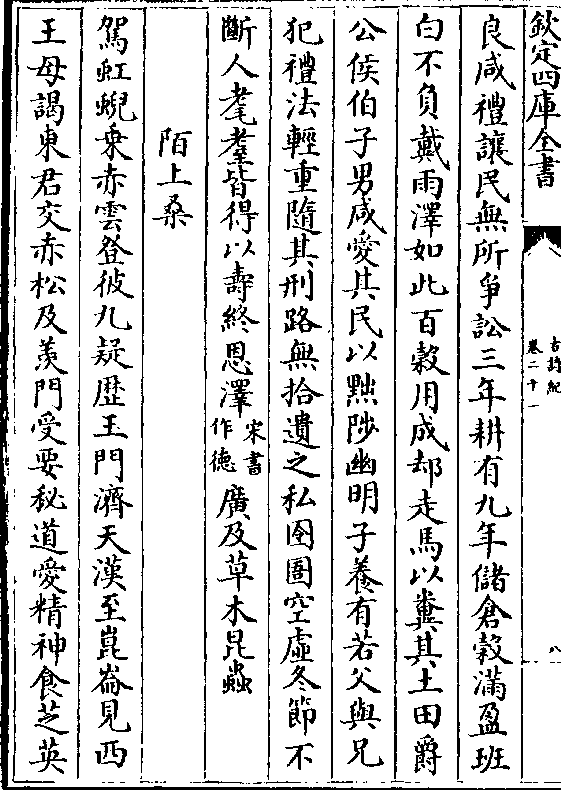 欽定四庫全書
古詩紀
卷二十一
八
良咸禮讓民無所爭訟三年耕有九年儲倉穀滿盈班
白不負戴雨澤如此百穀用成却走馬以糞其土田爵
公侯伯子男咸愛其民以黜陟幽明子養有若父與兄
犯禮法輕重隨其刑路無拾遺之私囹圄空虛冬節不
斷人耄耋皆得以壽終恩澤宋書作德廣及草木昆蟲
陌上桑
駕虹蜺乗赤雲登彼九疑歴玉門濟天漢至崑崙見西
王母謁東君交赤松及羨門受要秘道愛精神食芝英